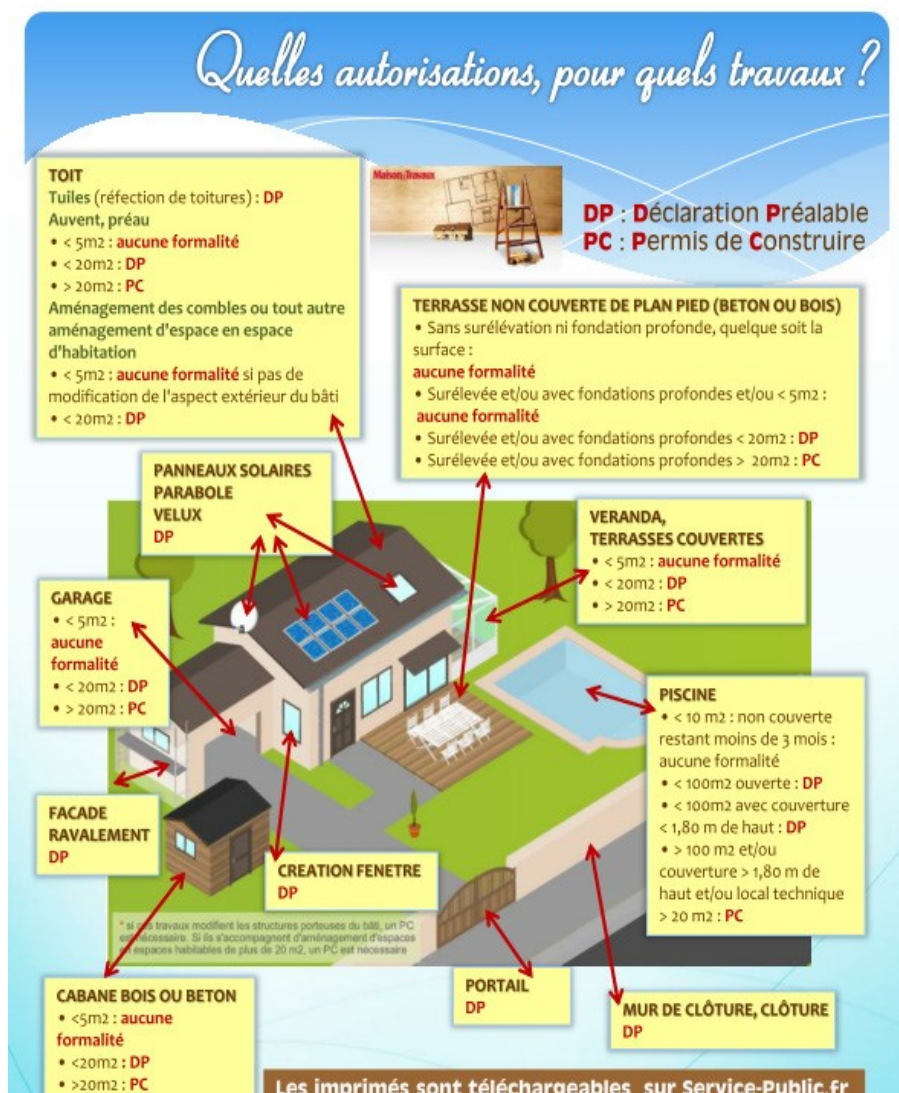 Quelles autorisations, pour quels travaux ?
TOIT
Tuiles (réfection de toitures) : DP
Auvent, préau
• < 5m2 : aucune formalité
• < 20m2 : DP
• > 20m2 : PC
Aménagement des combles ou tout autre
aménagement d'espace en espace
d'habitation
• < 5m2 : aucune formalité si pas de
modification de l'aspect extérieur du bâti
• < 20m2 : DP
Maison&Travaux
DP : Déclaration Préalable
PC : Permis de Construire
TERRASSE NON COUVERTE DE PLAN PIED (BETON OU BOIS)
• Sans surélévation ni fondation profonde, quelque soit la
surface :
aucune formalité
• Surélevée et/ou avec fondations profondes et/ou < 5m2 :
aucune formalité
• Surélevée et/ou avec fondations profondes < 20m2 : DP
• Surélevée et/ou avec fondations profondes > 20m2 : PC
PANNEAUX SOLAIRES
PARABOLE
VELUX
DP
VERANDA,
TERRASSES COUVERTES
• < 5m2 : aucune formalité
• < 20m2 : DP
• > 20m2 : PC
GARAGE
• < 5m2 :
aucune
formalité
• < 20m2 : DP
• > 20m2 : PC
PISCINE
• < 10 m2 : non couverte
restant moins de 3 mois :
aucune formalité
• < 100m2 ouverte : DP
• < 100m2 avec couverture
< 1,80 m de haut : DP
• > 100 m2 et/ou
couverture > 1,80 m de
haut et/ou local technique
> 20 m2 : PC
FACADE
RAVALEMENT
DP
CREATION FENETRE
DP
* si ces travaux modifient les structures porteuses du bâti, un PC
est nécessaire. Si ils s'accompagnent d'aménagement d'espaces
en espaces habitables de plus de 20 m2, un PC est nécessaire
PORTAIL
DP
MUR DE CLÔTURE, CLÔTURE
DP
CABANE BOIS OU BETON
• <5m2 : aucune
formalité
• <20m2 : DP
• >20m2 : PC
Les imprimés sont téléchargeables sur Service-Public.fr